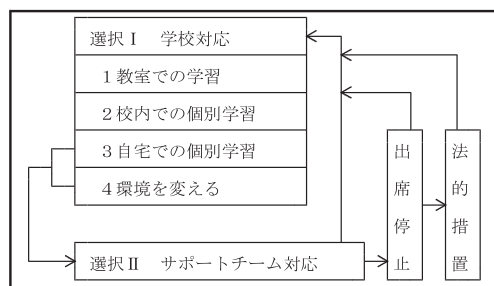 選択Ⅰ　学校対応
1教室での学習
2校内での個別学習
3自宅での個別学習
4環境を変える
選択Ⅱ　サポートチーム対応
出席停止
法的措置